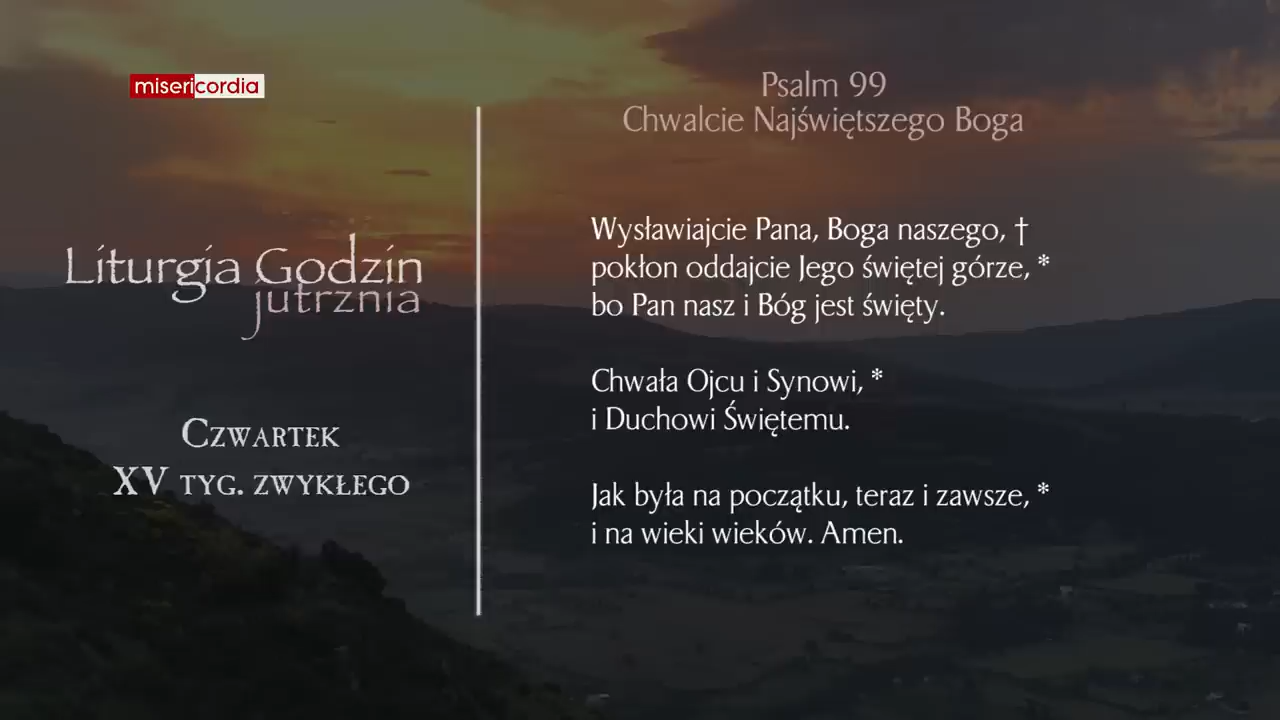 misericordia
Liturgia Godzin
jutrznia
Czwartek
XV tyg. zwykłego
Psalm 99
Chwalcie Najświętszego Boga
Wysławiajcie Pana, Boga naszego, †
pokłon oddajcie Jego świętej górze, *
bo Pan nasz i Bóg jest święty.
Chwała Ojcu i Synowi, *
i Duchowi Świętemu.
Jak była na początku, teraz i zawsze, *
i na wieki wieków. Amen.